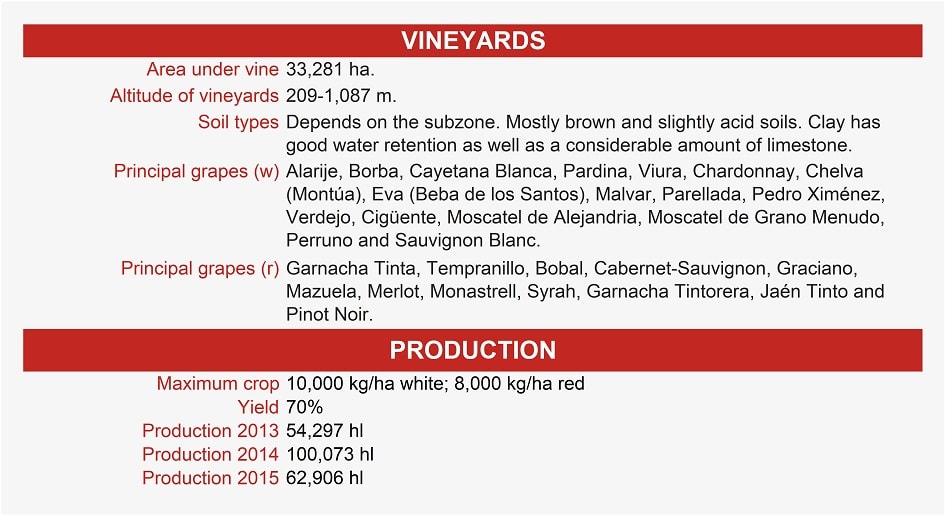 VINEYARDS
Area under vine 33,281 ha.
Altitude of vineyards 209-1,087 m.
Soil types Depends on the subzone. Mostly brown and slightly acid soils. Clay has
good water retention as well as a considerable amount of limestone.
Principal grapes (w) Alarije, Borba, Cayetana Blanca, Pardina, Viura, Chardonnay, Chelva
(Montúa), Eva (Beba de los Santos), Malvar, Parellada, Pedro Ximénez,
Verdejo, Cigüente, Moscatel de Alejandria, Moscatel de Grano Menudo,
Perruno and Sauvignon Blanc.
Principal grapes (r) Garnacha Tinta, Tempranillo, Bobal, Cabernet-Sauvignon, Graciano,
Mazuela, Merlot, Monastrell, Syrah, Garnacha Tintorera, Jaén Tinto and
Pinot Noir.
PRODUCTION
Maximum crop 10,000 kg/ha white; 8,000 kg/ha red
Yield 70%
Production 2013 54,297 hl
Production 2014 100,073 hl
Production 2015 62,906 hl